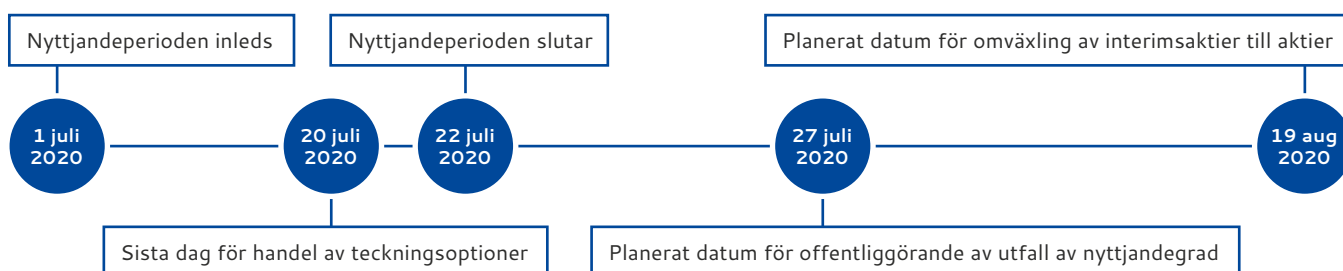 Nyttjandeperioden inleds
Nyttjandeperioden slutar
Planerat datum för omväxling av interimsaktier till aktier
1 juli
2020
20 juli
2020
22 juli
2020
27 juli
2020
19 aug
2020
Sista dag för handel av teckningsoptioner
Planerat datum för offentliggörande av utfall av nyttjandegrad